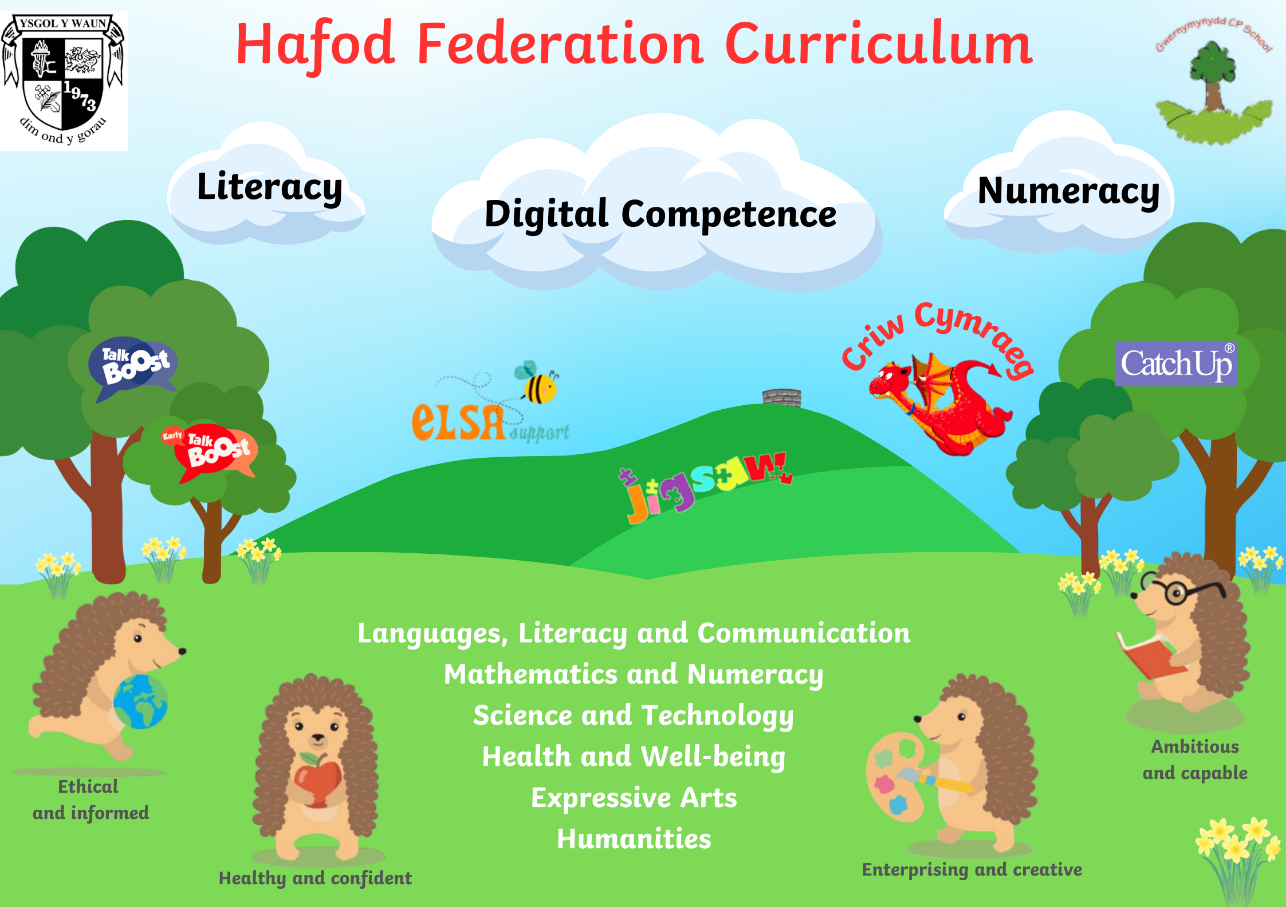 YSGOL Y WAUN
1973
dim ond y gorau
Hafod Federation Curriculum
Gwernymynydd CP School
Literacy
Digital Competence
Numeracy
Talk
Boost
Early
Talk
Boost
ELSA
support
Criw Cymraeg
CatchUp®
jigsaw!
Languages, Literacy and Communication
Mathematics and Numeracy
Science and Technology
Health and Well-being
Expressive Arts
Humanities
Ethical
and informed
Healthy and confident
Enterprising and creative
Ambitious
and capable